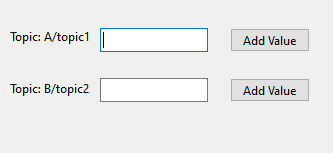 Topic: A/topic1 Add Value
Topic: B/topic2 Add Value